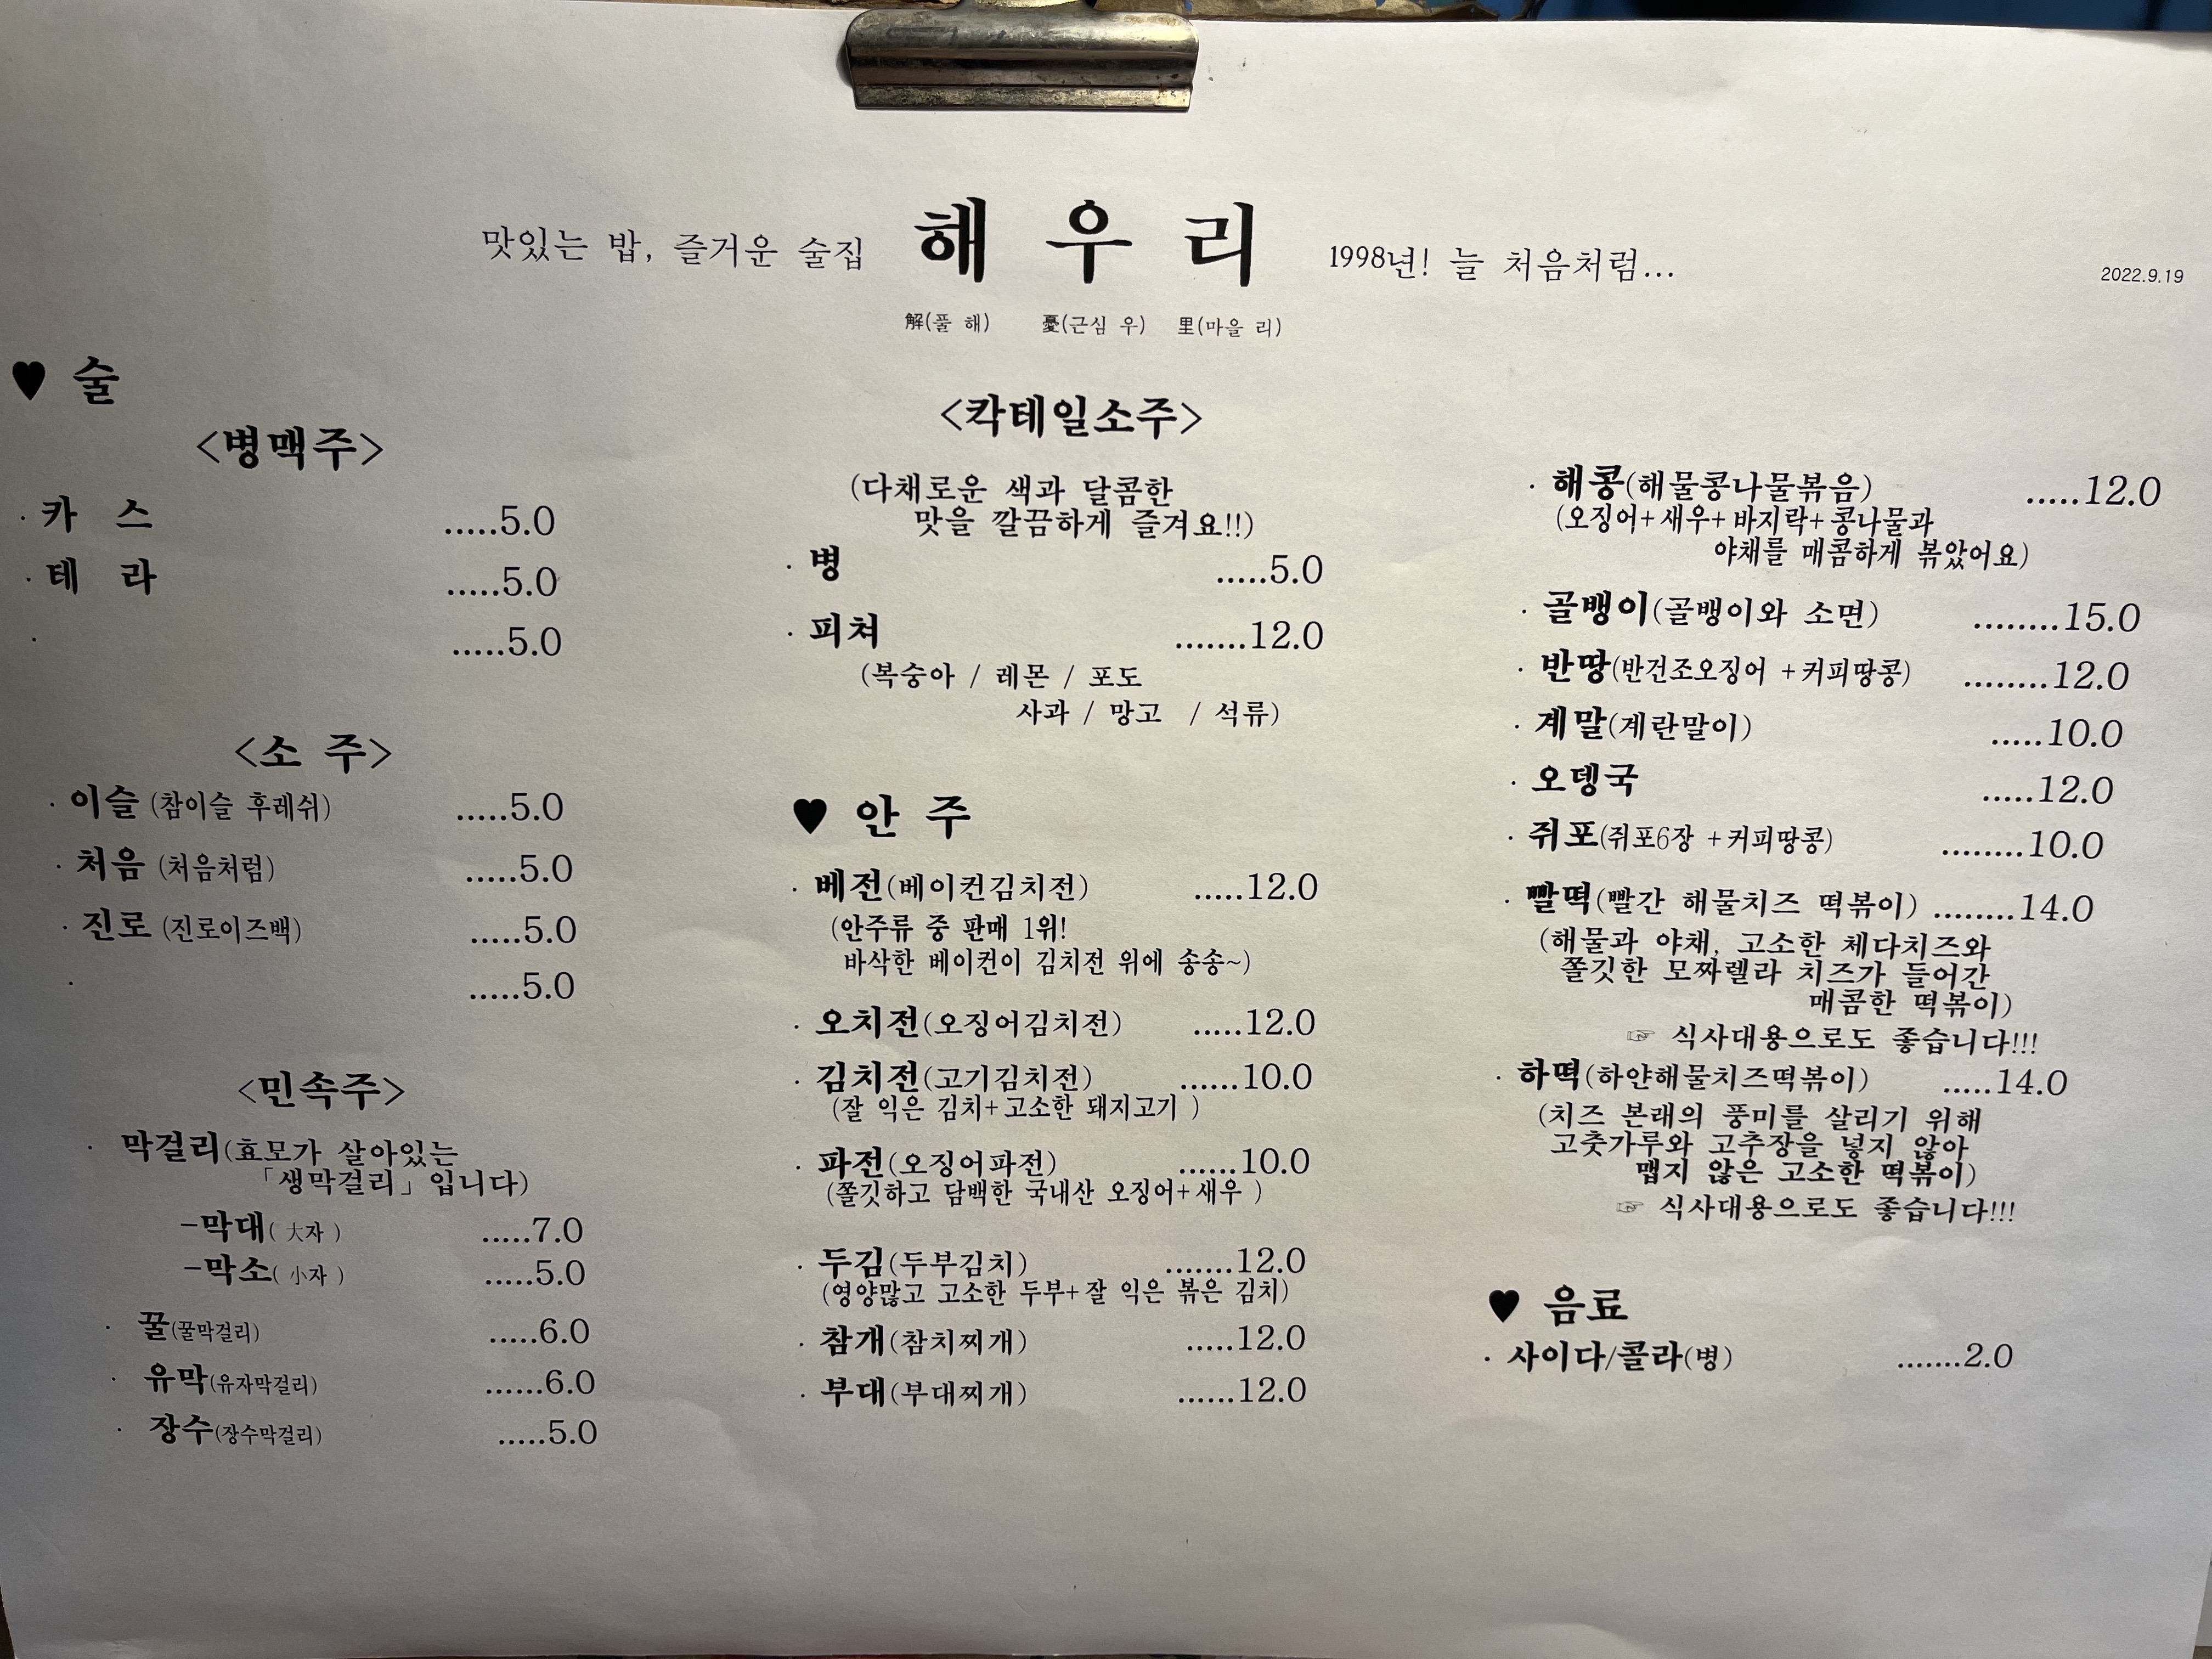 맛있는 밥, 즐거운 술집 해 우 리 1998년! 늘 처음처럼...
2022.9.19
解(풀 해) 憂(근심 우) 里(마을 리)
♥ 술
<병맥주>
· 카 스 .....5.0
· 테 라 .....5.0
· .....5.0
<소 주>
· 이슬 (참이슬 후레쉬) .....5.0
· 처음 (처음처럼) .....5.0
· 진로 (진로이즈백) .....5.0
· .....5.0
<민속주>
· 막걸리(효모가 살아있는
「생막걸리」입니다)
-막대( 大자 ) .....7.0
-막소( 小자 ) .....5.0
· 꿀(꿀막걸리) .....6.0
· 유막(유자막걸리) ......6.0
· 장수(장수막걸리) .....5.0
<칵테일소주>
(다채로운 색과 달콤한
맛을 깔끔하게 즐겨요!!)
· 병 .....5.0
· 피쳐 .......12.0
(복숭아 / 레몬 / 포도
사과 / 망고 / 석류)
♥ 안 주
· 베전(베이컨김치전) .....12.0
(안주류 중 판매 1위!
바삭한 베이컨이 김치전 위에 송송~)
· 오치전(오징어김치전) .....12.0
· 김치전(고기김치전) ......10.0
(잘 익은 김치+고소한 돼지고기 )
· 파전(오징어파전) ......10.0
(쫄깃하고 담백한 국내산 오징어+새우 )
· 두김(두부김치) .......12.0
(영양많고 고소한 두부+잘 익은 볶은 김치)
· 참개(참치찌개) .....12.0
· 부대(부대찌개) ......12.0
· 해콩(해물콩나물볶음) .....12.0
(오징어+새우+바지락+콩나물과
야채를 매콤하게 볶았어요)
· 골뱅이(골뱅이와 소면) ........15.0
· 반땅(반건조오징어 +커피땅콩) ........12.0
· 계말(계란말이) .....10.0
· 오뎅국 .....12.0
· 쥐포(쥐포6장 +커피땅콩) ........10.0
· 빨떡(빨간 해물치즈 떡볶이) ........14.0
(해물과 야채, 고소한 체다치즈와
쫄깃한 모짜렐라 치즈가 들어간
매콤한 떡볶이)
☞ 식사대용으로도 좋습니다!!!
· 하떡(하얀해물치즈떡볶이) .....14.0
(치즈 본래의 풍미를 살리기 위해
고춧가루와 고추장을 넣지 않아
맵지 않은 고소한 떡볶이)
☞ 식사대용으로도 좋습니다!!!
♥ 음료
· 사이다/콜라(병) .......2.0